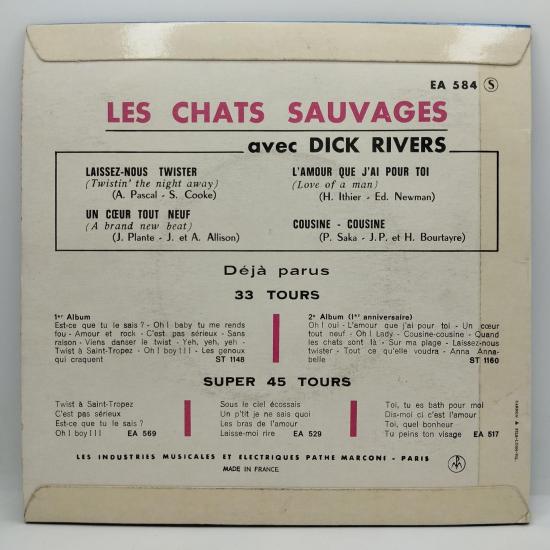 EA 584 Ⓢ
LES CHATS SAUVAGES
avec DICK RIVERS
LAISSEZ-NOUS TWISTER
(Twistin' the night away)
(A. Pascal - S. Cooke)
UN CŒUR TOUT NEUF
(A brand new beat)
(J. Plante - J. et A. Allison)
L'AMOUR QUE J'AI POUR TOI
(Love of a man)
(H. Ithier - Ed. Newman)
COUSINE - COUSINE
(P. Saka - J.P. et H. Bourtayre)
Déjà parus
33 TOURS
1er Album
Est-ce que tu le sais ? - Oh ! baby tu me rends
fou - Amour et rock - C'est pas sérieux - Sans
raison - Viens danser le twist - Yeh, yeh, yeh -
Twist à Saint-Tropez - Oh ! boy ! ! ! - Les genoux
qui craquent ST 1148
2e Album (1er anniversaire)
Oh ! oui - L'amour que j'ai pour toi - Un cœur
tout neuf - Oh ! Lady - Cousine-cousine - Quand
les chats sont là - Sur ma plage - Laissez-nous
twister - Tout ce qu'elle voudra - Anna Anna-
belle ST 1160
SUPER 45 TOURS
Twist à Saint-Tropez
C'est pas sérieux
Est-ce que tu le sais ?
Oh ! boy ! ! ! EA 569
Sous le ciel écossais
Un p'tit je ne sais quoi
Les bras de l'amour
Laisse-moi rire EA 529
Toi, tu es bath pour moi
Dis-moi ci c'est l'amour
Toi, quel bonheur
Tu peins ton visage EA 517
LES INDUSTRIES MUSICALES ET ELECTRIQUES PATHE MARCONI - PARIS
MADE IN FRANCE